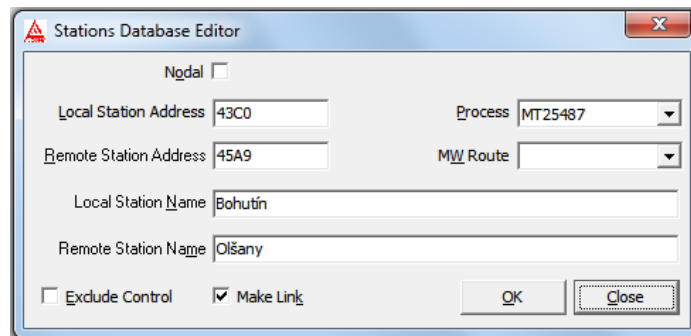 Stations Database Editor
Nodal
Local Station Address 43C0 Process MT25487
Remote Station Address 45A9 MW Route
Local Station Name Bohutín
Remote Station Name Olšany
Exclude Control Make Link OK Close